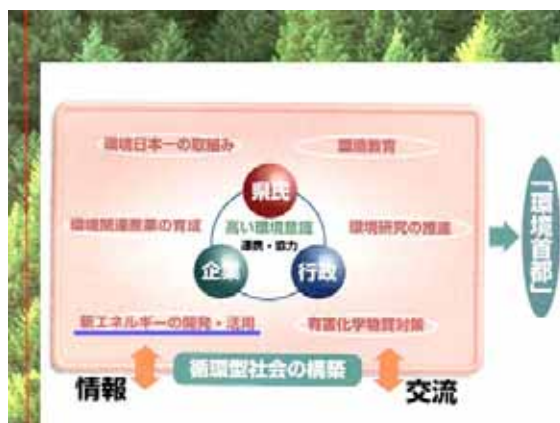 環境日本一の取組み
環境教育
県民
環境関連産業の育成
高い環境意識
連携・協力
環境研究の推進
企業
行政
新エネルギーの開発・活用
有害化学物質対策
循環型社会の構築
情報
交流
「環境首都」